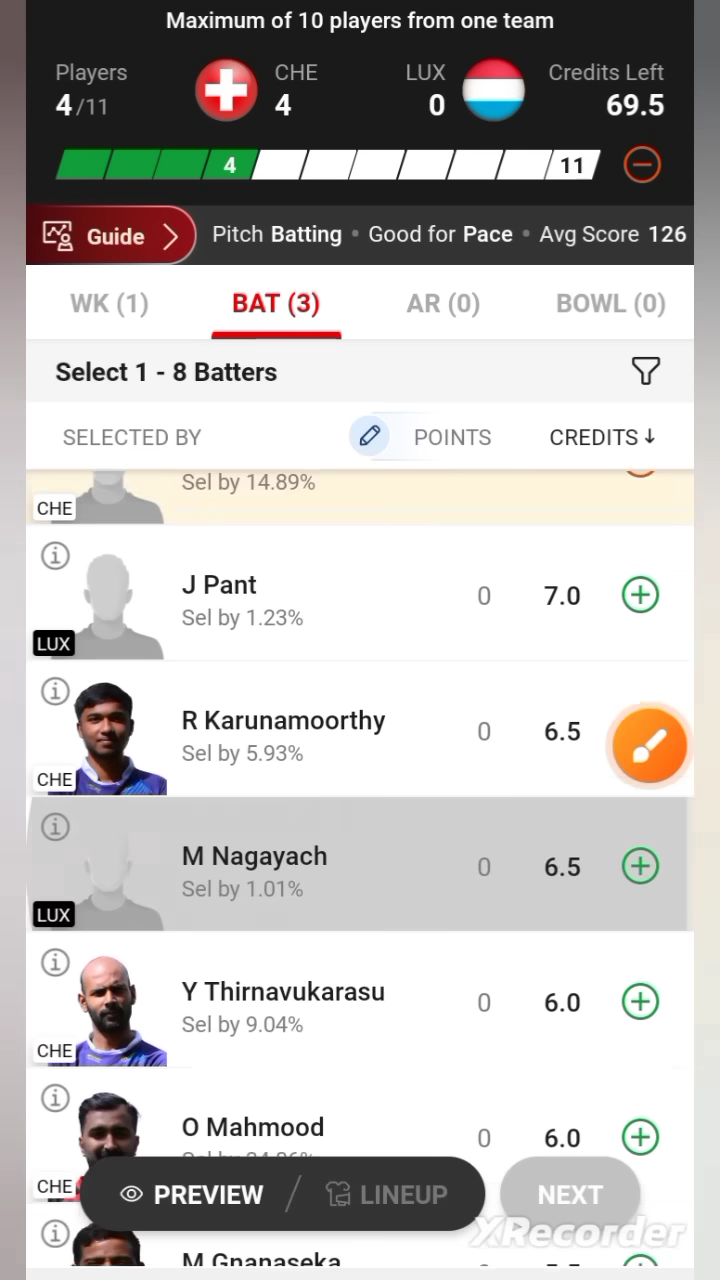 Maximum of 10 players from one team
Players CHE LUX Credits Left
4/11 4 0 69.5
4 11
Guide Pitch Batting • Good for Pace • Avg Score 126
WK (1) BAT (3) AR (0) BOWL (0)
Select 1 - 8 Batters
SELECTED BY POINTS CREDITS↓
Sel by 14.89%
CHE
J Pant 0 7.0
Sel by 1.23%
LUX
R Karunamoorthy 0 6.5
Sel by 5.93%
CHE
M Nagayach 0 6.5
Sel by 1.01%
LUX
Y Thirnavukarasu 0 6.0
Sel by 9.04%
CHE
O Mahmood 0 6.0
CHE
PREVIEW / LINEUP NEXT
XRecorder
M Gnanaseka